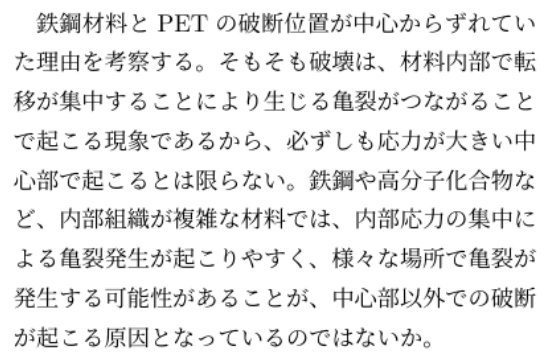 鉄鋼材料と PET の破断位置が中心からずれてい
た理由を考察する。そもそも破壊は、材料内部で転
移が集中することにより生じる亀裂がつながること
で起こる現象であるから、必ずしも応力が大きい中
心部で起こるとは限らない。鉄鋼や高分子化合物な
ど、内部組織が複雑な材料では、内部応力の集中に
よる亀裂発生が起こりやすく、様々な場所で亀裂が
発生する可能性があることが、中心部以外での破断
が起こる原因となっているのではないか。